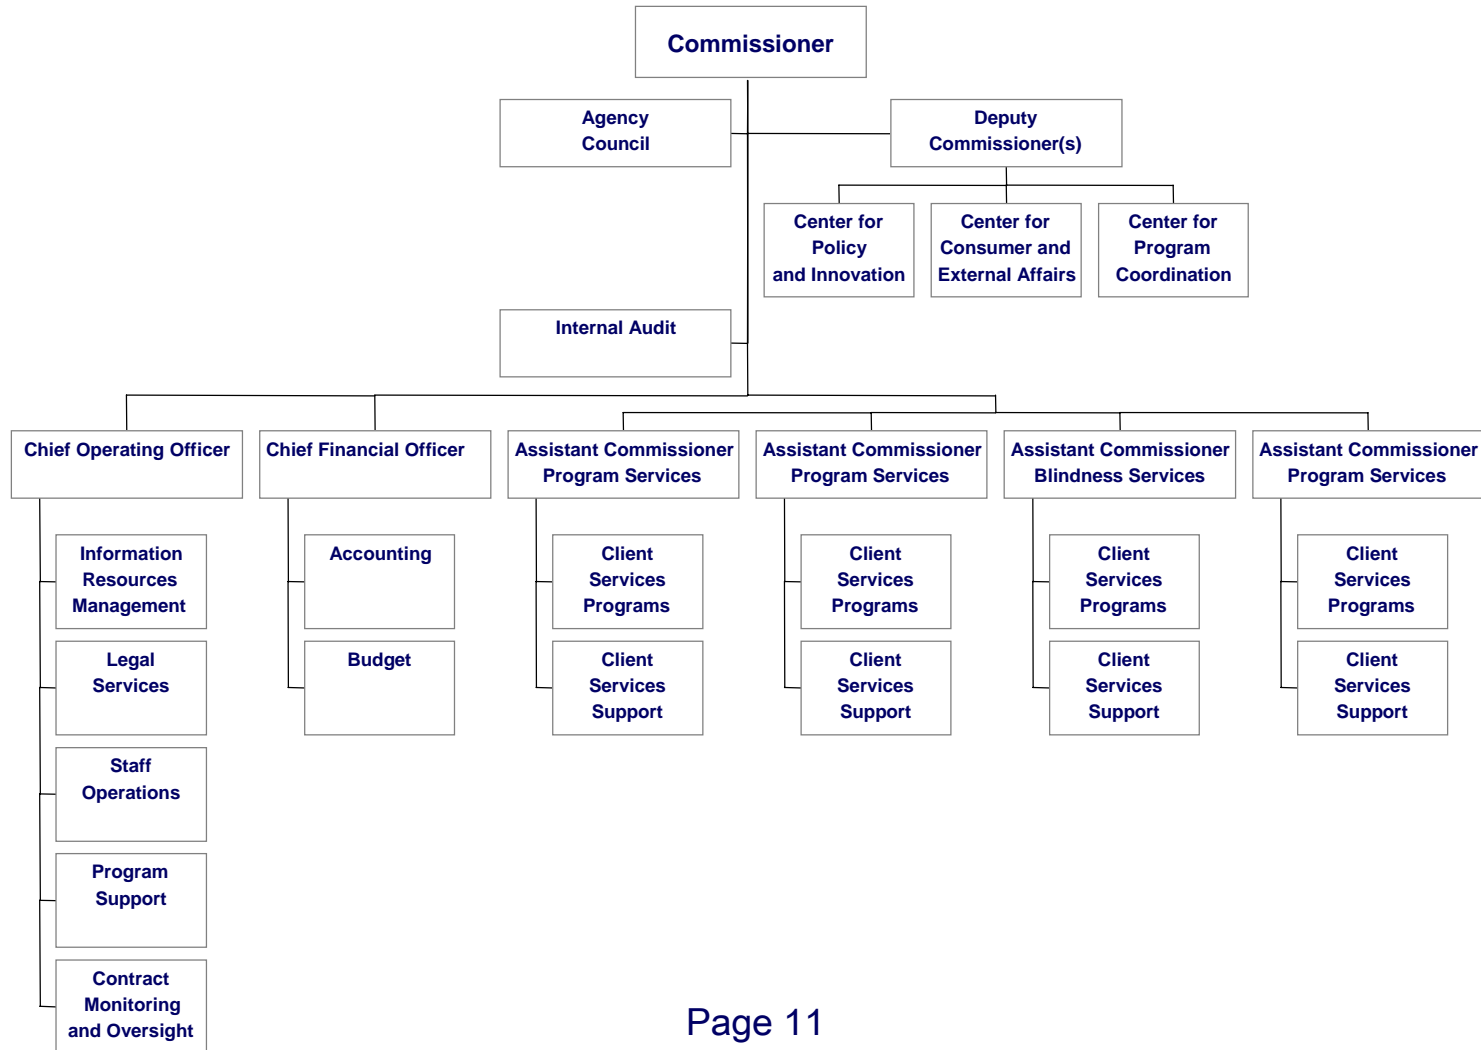 Commissioner
Agency
Council
Deputy
Commissioner(s)
Center for
Policy
and Innovation
Center for
Consumer and
External Affairs
Center for
Program
Coordination
Internal Audit
Chief Operating Officer
Chief Financial Officer
Assistant Commissioner
Program Services
Assistant Commissioner
Program Services
Assistant Commissioner
Blindness Services
Assistant Commissioner
Program Services
Information
Resources
Management
Accounting
Client
Services
Programs
Client
Services
Programs
Client
Services
Programs
Client
Services
Programs
Legal
Services
Budget
Client
Services
Support
Client
Services
Support
Client
Services
Support
Client
Services
Support
Staff
Operations
Program
Support
Contract
Monitoring
and Oversight
Page 11